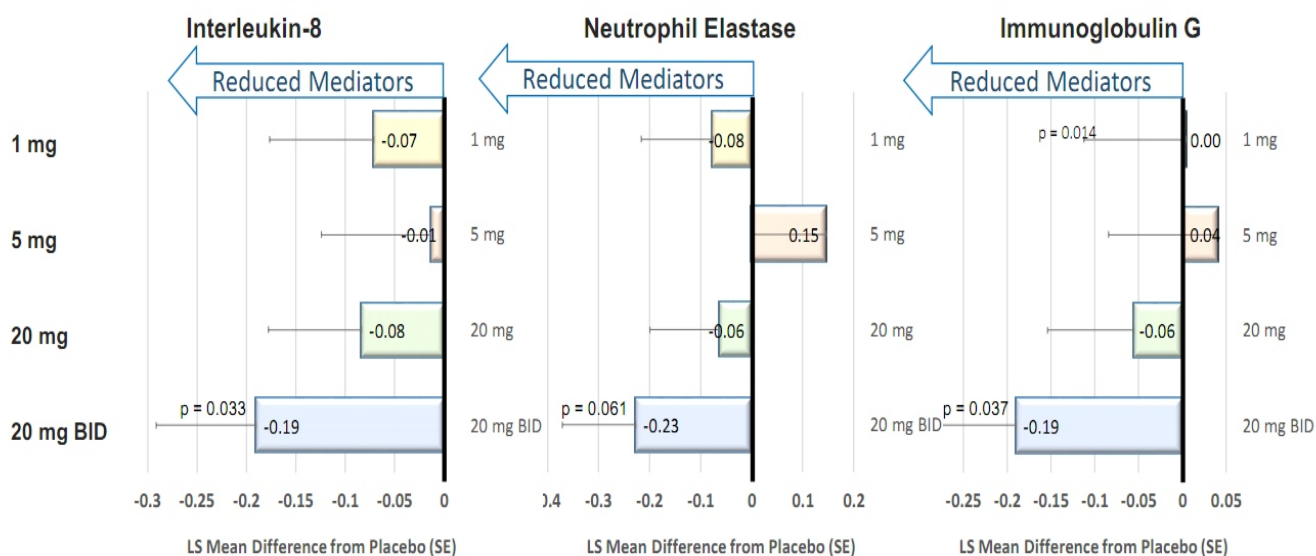 Interleukin-8
Neutrophil Elastase
Immunoglobulin G
Reduced Mediators
Reduced Mediators
Reduced Mediators
1 mg
-0.07
1 mg
-0.08
1 mg
p = 0.014
0.00
1 mg
5 mg
-0.01
5 mg
0.15
5 mg
0.04
5 mg
20 mg
-0.08
20 mg
-0.06
20 mg
-0.06
20 mg
20 mg BID
p = 0.033
-0.19
20 mg BID
p = 0.061
-0.23
20 mg BID
p = 0.037
-0.19
20 mg BID
-0.3 -0.25 -0.2 -0.15 -0.1 -0.05 0
0.4 -0.3 -0.2 -0.1 0 0.1 0.2
-0.25 -0.2 -0.15 -0.1 -0.05 0 0.05
LS Mean Difference from Placebo (SE)
LS Mean Difference from Placebo (SE)
LS Mean Difference from Placebo (SE)